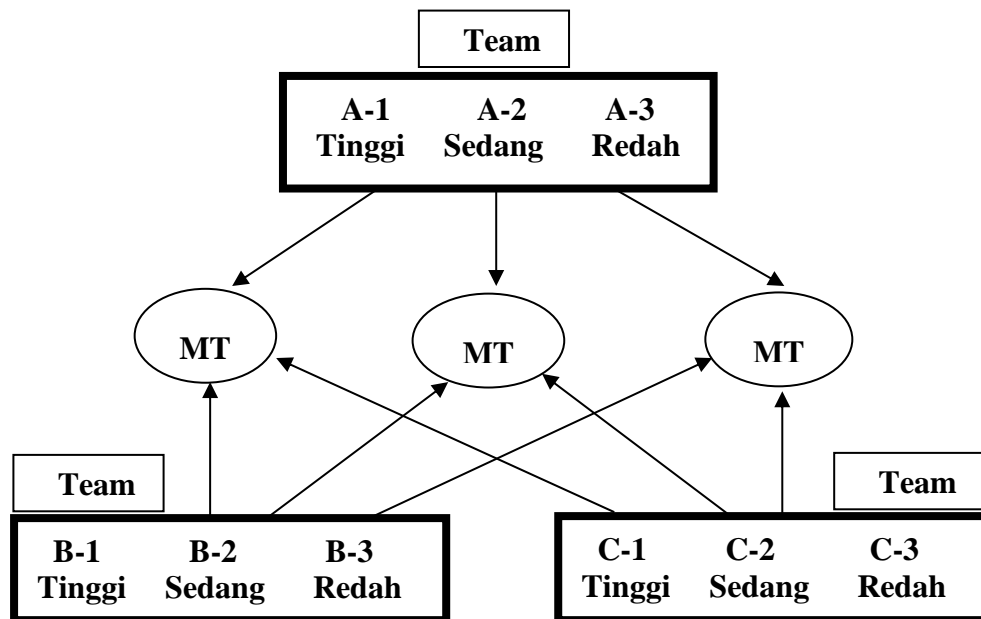 Team
A-1 A-2 A-3
Tinggi Sedang Redah
MT MT MT
Team Team
B-1 B-2 B-3
Tinggi Sedang Redah
C-1 C-2 C-3
Tinggi Sedang Redah